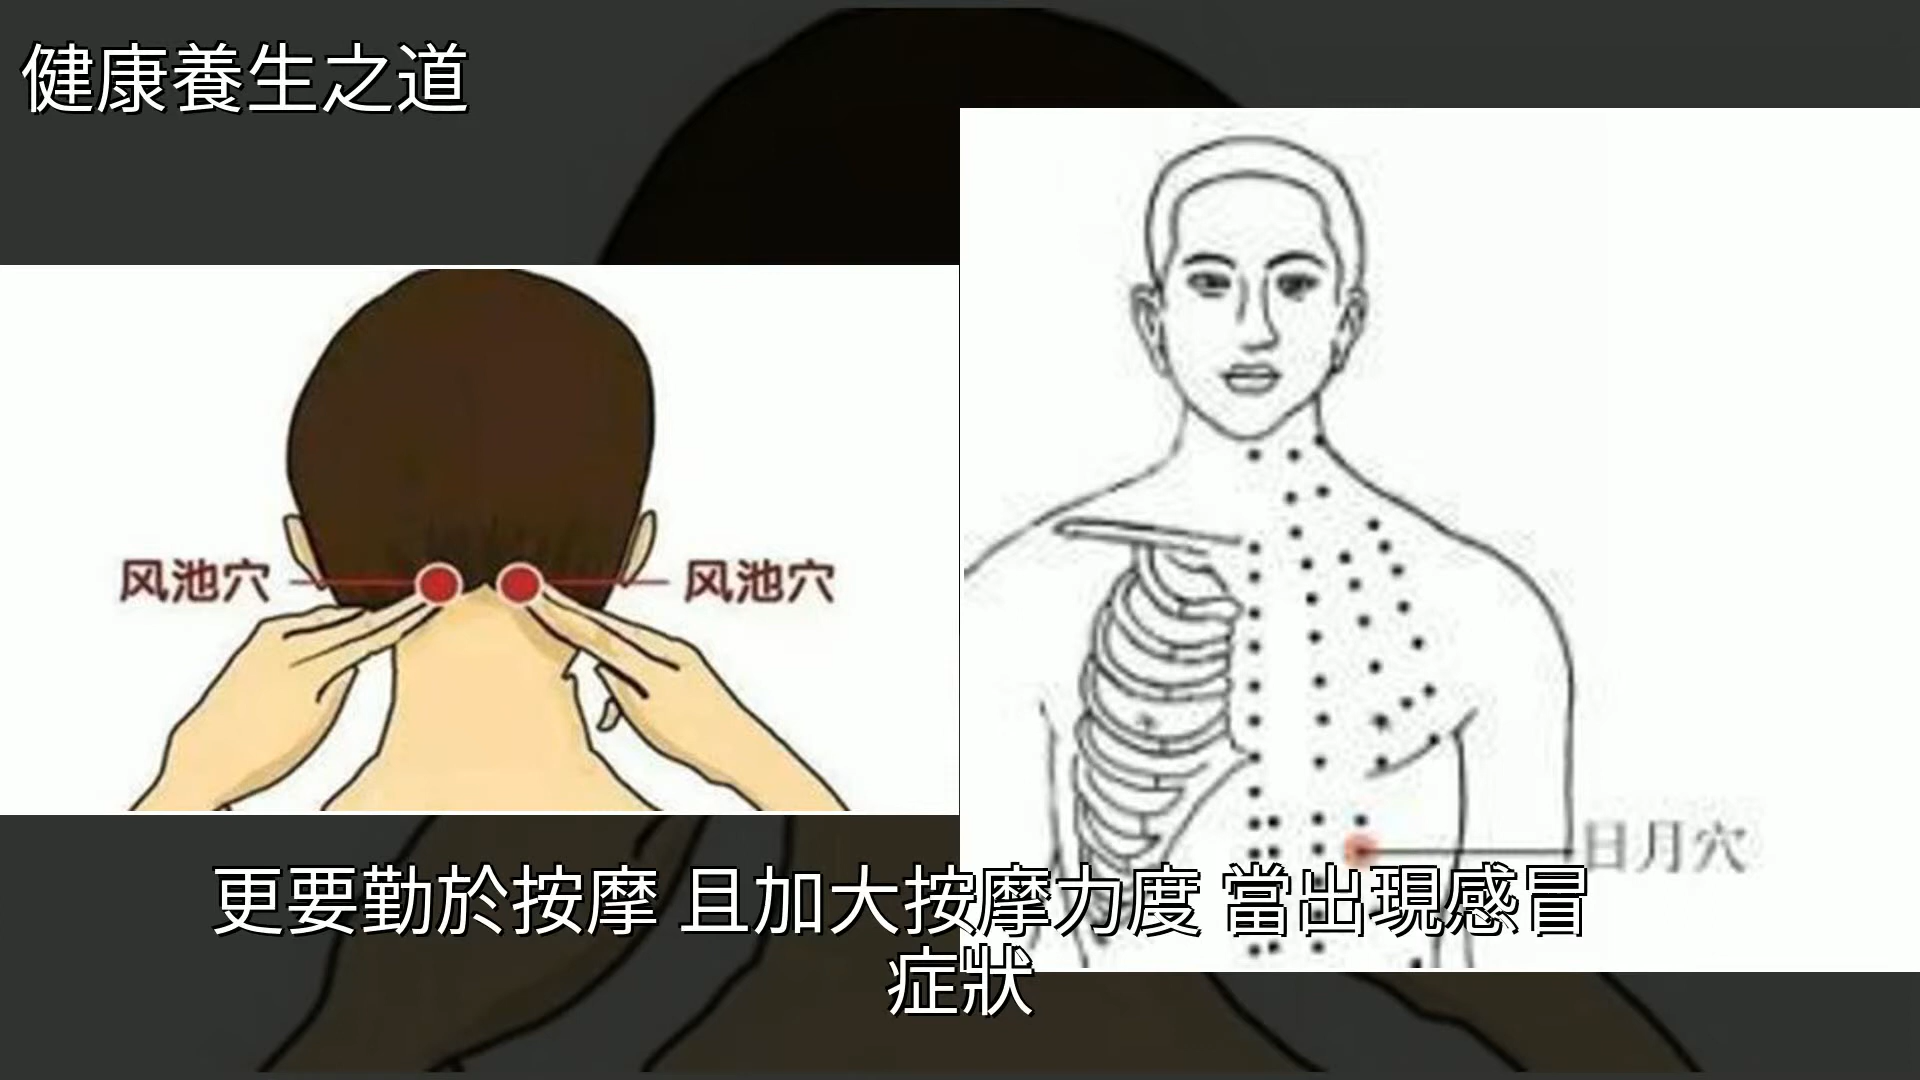 健康養生之道
风池穴
风池穴
日月穴
更要勤於按摩 且加大按摩力度 當出現感冒
症狀